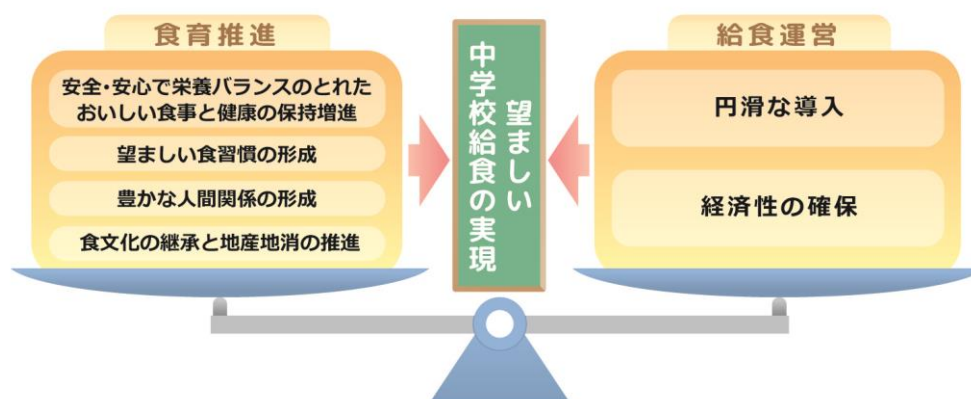 食育推進
安全・安心で栄養バランスのとれた
おいしい食事と健康の保持増進
望ましい食習慣の形成
豊かな人間関係の形成
食文化の継承と地産地消の推進
望ましい
中学校給食の実現
給食運営
円滑な導入
経済性の確保